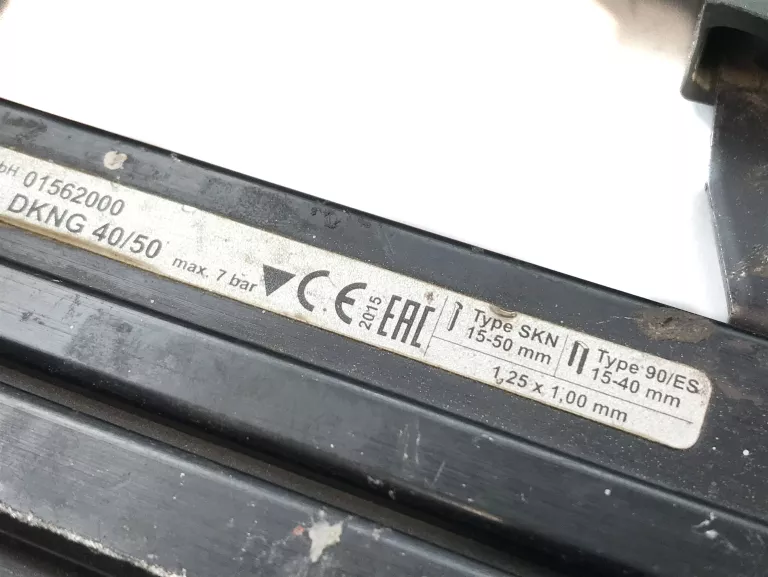 01562000
DKNG 40/50
max. 7 bar
CE
2015
EAC
Type SKN
15-50 mm
Type 90/ES
15-40 mm
1,25 x 1,00 mm